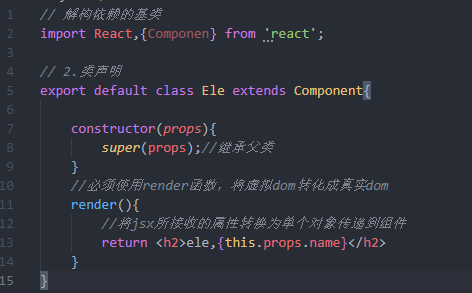 1 // 解构依赖的基类
2 import React,{Componen} from 'react';
3
4 // 2.类声明
5 export default class Ele extends Component{
6
7 constructor(props){
8 super(props);//继承父类
9 }
10 //必须使用render函数，将虚拟dom转化成真实dom
11 render(){
12 //将jsx所接收的属性转换为单个对象传递到组件
13 return <h2>ele,{this.props.name}</h2>
14 }
15 }